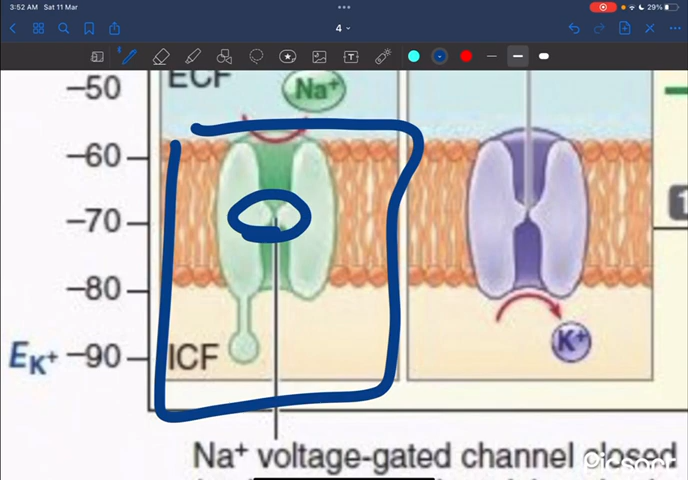 3:52 AM Sat 11 Mar
29%
4
T
-50
ECF
Na+
-60
-70
1
-80
K+
EK+ -90
ICF
Na+ voltage-gated channel closed